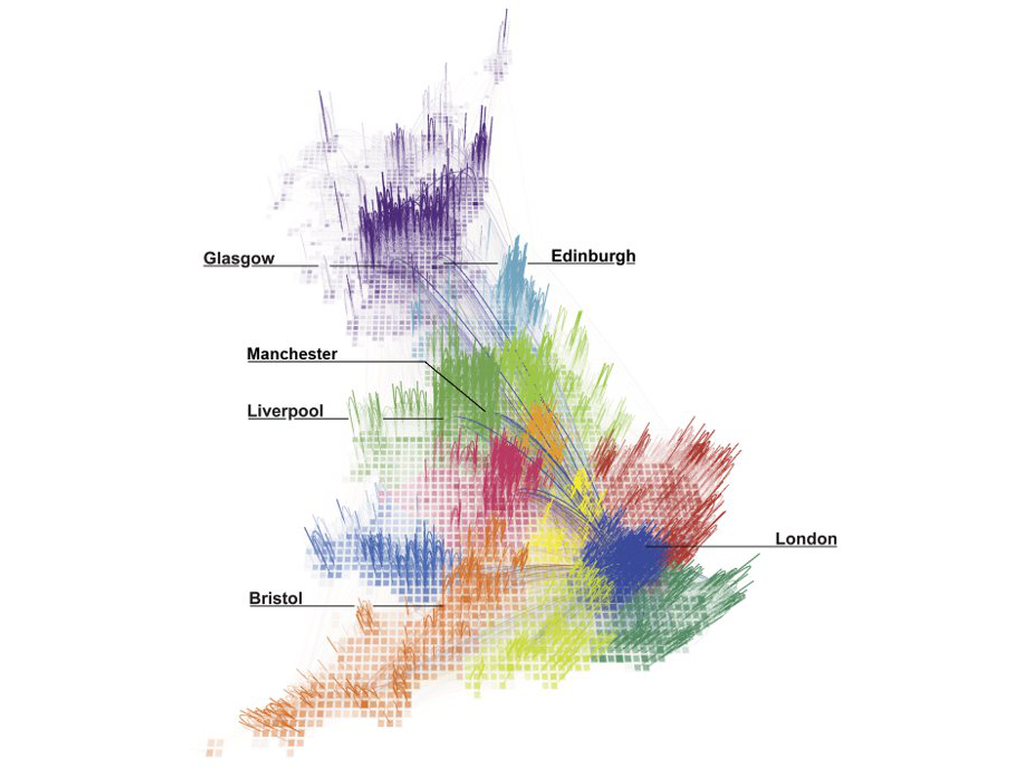 Glasgow
Edinburgh
Manchester
Liverpool
London
Bristol